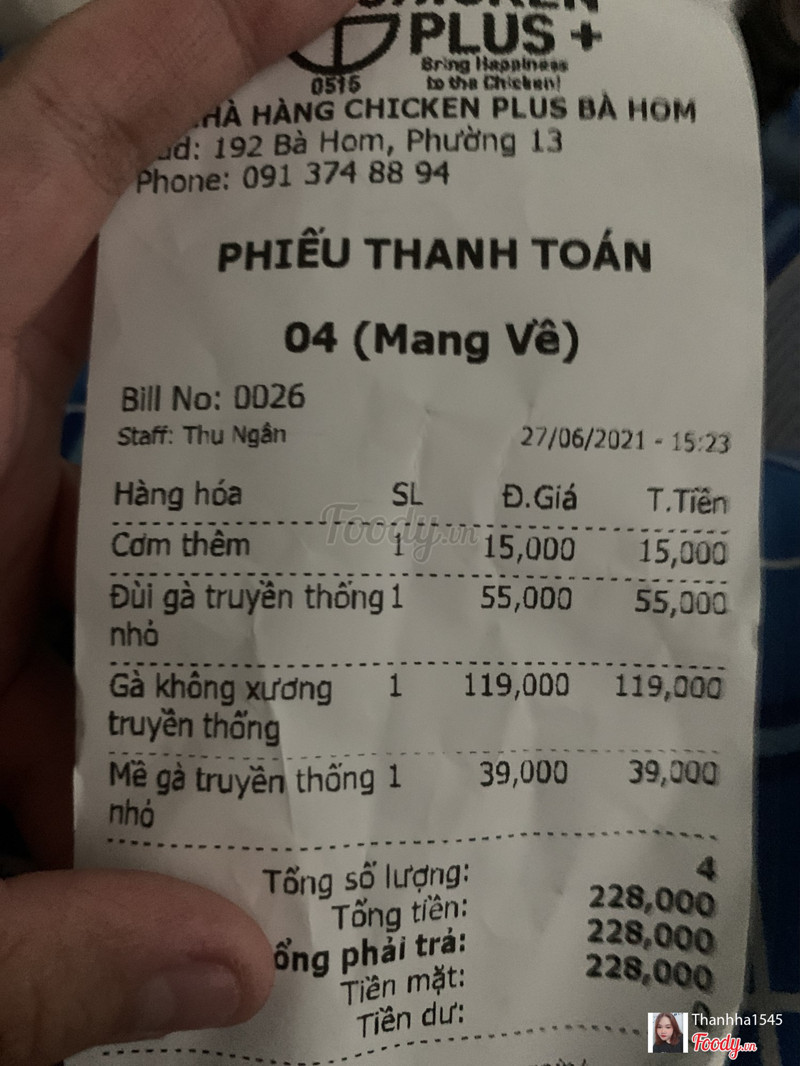 PLUS+
Bring Happiness
0515 to the Chicken!
HÀ HÀNG CHICKEN PLUS BÀ HOM
192 Bà Hom, Phường 13
Phone: 091 374 88 94
PHIẾU THANH TOÁN
04 (Mang Về)
Bill No: 0026
Staff: Thu Ngân 27/06/2021 - 15:23
Hàng hóa SL Đ.Giá T.Tiền
Cơm thêm 1 15,000 15,000
Đùi gà truyền thống 1 55,000 55,000
nhỏ
Gà không xương 1 119,000 119,000
truyền thống
Mề gà truyền thống 1 39,000 39,000
nhỏ
Tổng số lượng: 4
Tổng tiền: 228,000
ổng phải trả: 228,000
Tiền mặt: 228,000
Tiền dư: 0
Foody.vn
Thanhha1545
Foody.vn